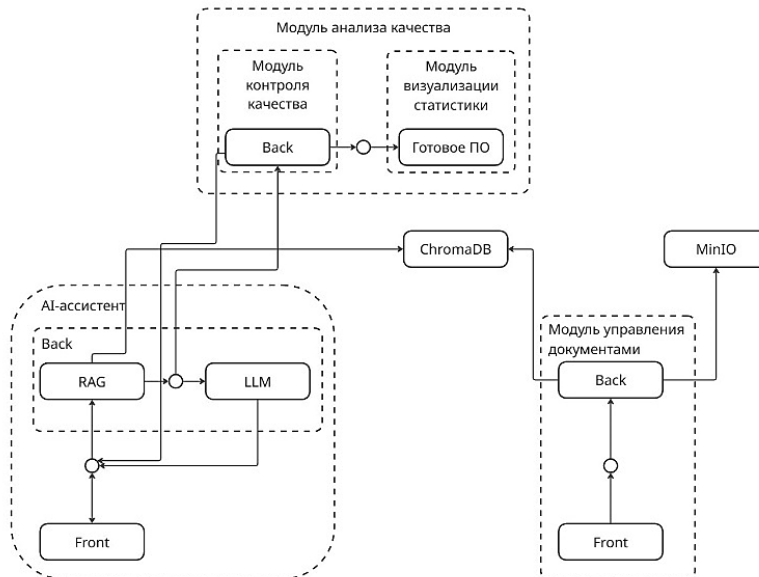 Модуль анализа качества
Модуль
контроля
качества
Модуль
визуализации
статистики
Back
Готовое ПО
ChromaDB
MinIO
AI-ассистент
Back
RAG
LLM
Front
Модуль управления
документами
Back
Front